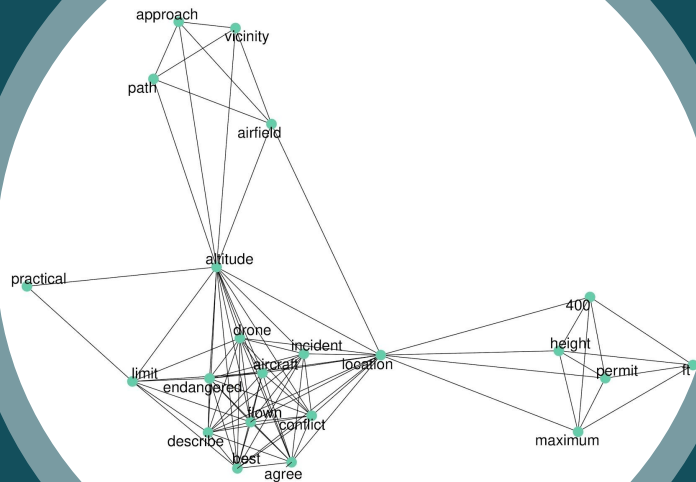 approach
vicinity
path
airfield
altitude
practical
400
drone
incident
height
location
aircraft
limit
permit
ft
endangered
flown
conflict
describe
maximum
best
agree